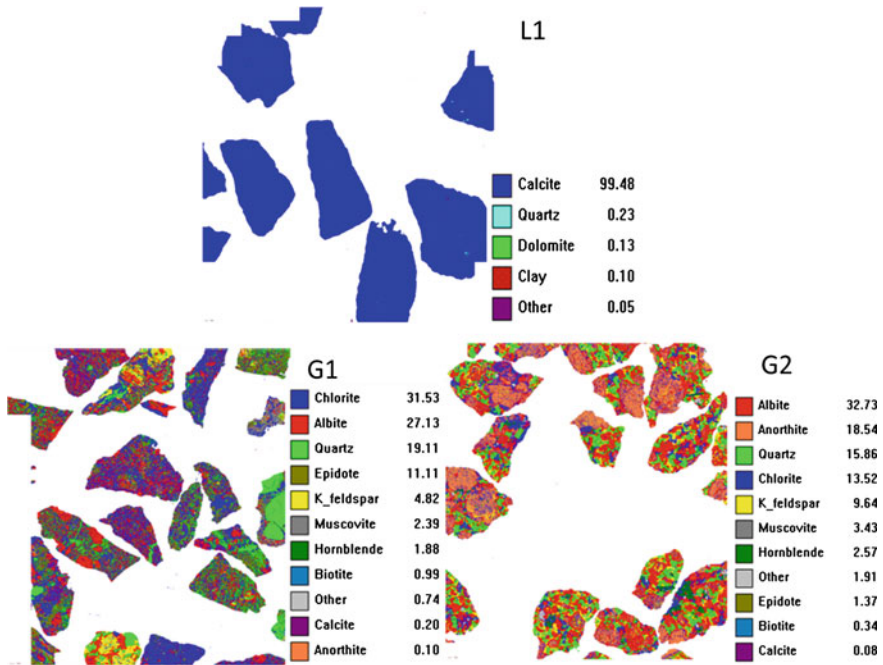 L1
Calcite 99.48
Quartz 0.23
Dolomite 0.13
Clay 0.10
Other 0.05
G1
Chlorite 31.53
Albite 27.13
Quartz 19.11
Epidote 11.11
K_feldspar 4.82
Muscovite 2.39
Hornblende 1.88
Biotite 0.99
Other 0.74
Calcite 0.20
Anorthite 0.10
G2
Albite 32.73
Anorthite 18.54
Quartz 15.86
Chlorite 13.52
K_feldspar 9.64
Muscovite 3.43
Hornblende 2.57
Other 1.91
Epidote 1.37
Biotite 0.34
Calcite 0.08